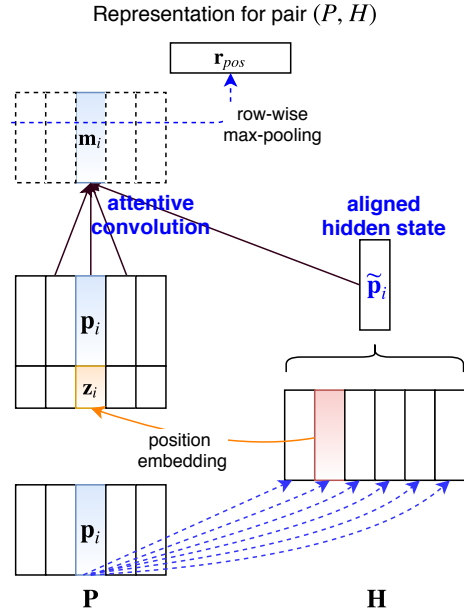 Representation for pair (P, H)
r_pos
row-wise
max-pooling
m_i
attentive
convolution
aligned
hidden state
p̃_i
p_i
z_i
position
embedding
p_i
P
H